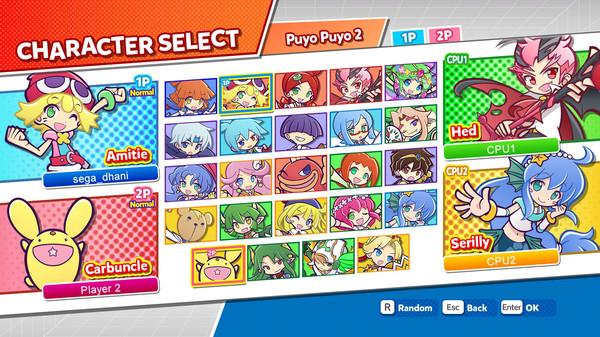 CHARACTER SELECT
Puyo Puyo 2
1P 2P
1P
Normal
Amitie
sega_dhani
2P
Normal
Carbuncle
Player 2
1P
2P
CPU1
Hed
CPU1
CPU2
Serilly
CPU2
R Random Esc Back Enter OK